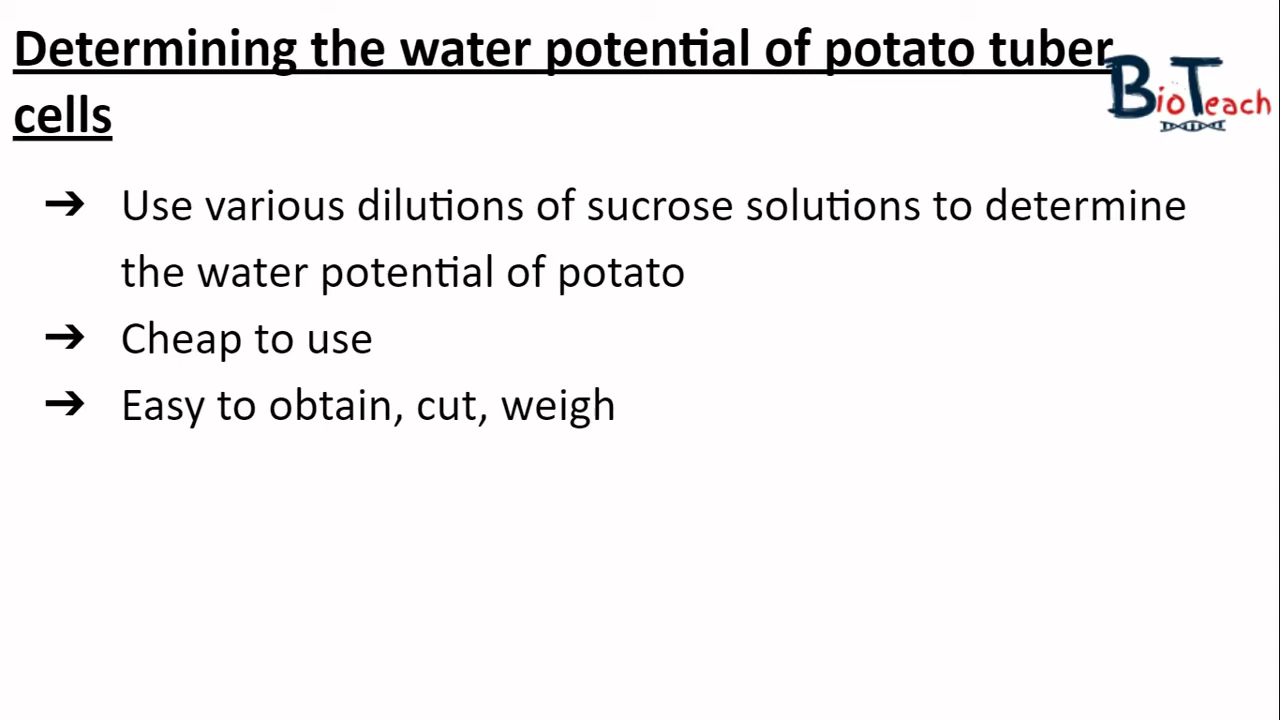 Determining the water potential of potato tuber
cells
BioTeach
➔ Use various dilutions of sucrose solutions to determine
the water potential of potato
➔ Cheap to use
➔ Easy to obtain, cut, weigh